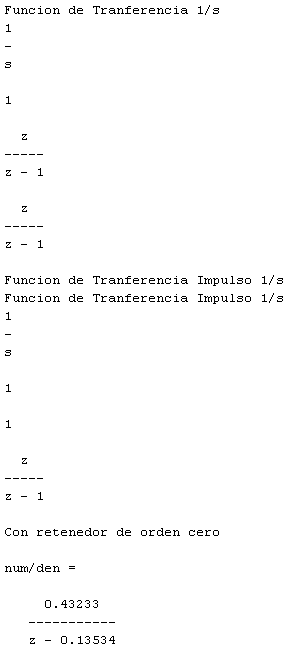 Funcion de Tranferencia 1/s
1
-
s
1
z
-----
z - 1
z
-----
z - 1
Funcion de Tranferencia Impulso 1/s
Funcion de Tranferencia Impulso 1/s
1
-
s
1
1
z
-----
z - 1
Con retenedor de orden cero
num/den =
0.43233
-----------
z - 0.13534